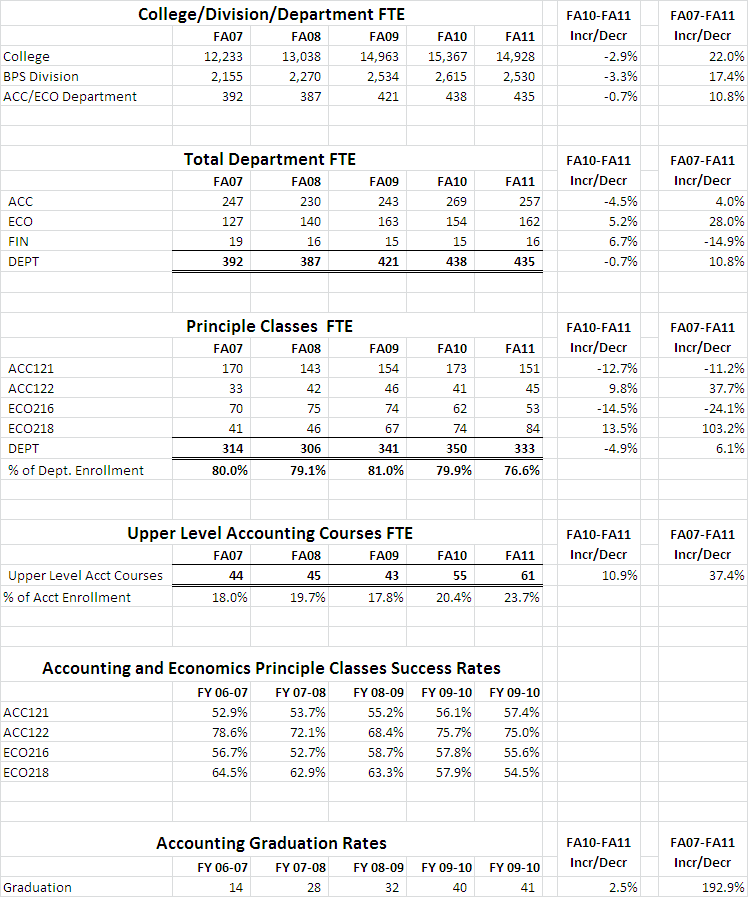 College/Division/Department FTE FA10-FA11 FA07-FA11
FA07 FA08 FA09 FA10 FA11 Incr/Decr Incr/Decr
College 12,233 13,038 14,963 15,367 14,928 -2.9% 22.0%
BPS Division 2,155 2,270 2,534 2,615 2,530 -3.3% 17.4%
ACC/ECO Department 392 387 421 438 435 -0.7% 10.8%
Total Department FTE FA10-FA11 FA07-FA11
FA07 FA08 FA09 FA10 FA11 Incr/Decr Incr/Decr
ACC 247 230 243 269 257 -4.5% 4.0%
ECO 127 140 163 154 162 5.2% 28.0%
FIN 19 16 15 15 16 6.7% -14.9%
DEPT 392 387 421 438 435 -0.7% 10.8%
Principle Classes FTE FA10-FA11 FA07-FA11
FA07 FA08 FA09 FA10 FA11 Incr/Decr Incr/Decr
ACC121 170 143 154 173 151 -12.7% -11.2%
ACC122 33 42 46 41 45 9.8% 37.7%
ECO216 70 75 74 62 53 -14.5% -24.1%
ECO218 41 46 67 74 84 13.5% 103.2%
DEPT 314 306 341 350 333 -4.9% 6.1%
% of Dept. Enrollment 80.0% 79.1% 81.0% 79.9% 76.6%
Upper Level Accounting Courses FTE FA10-FA11 FA07-FA11
FA07 FA08 FA09 FA10 FA11 Incr/Decr Incr/Decr
Upper Level Acct Courses 44 45 43 55 61 10.9% 37.4%
% of Acct Enrollment 18.0% 19.7% 17.8% 20.4% 23.7%
Accounting and Economics Principle Classes Success Rates
FY 06-07 FY 07-08 FY 08-09 FY 09-10 FY 09-10
ACC121 52.9% 53.7% 55.2% 56.1% 57.4%
ACC122 78.6% 72.1% 68.4% 75.7% 75.0%
ECO216 56.7% 52.7% 58.7% 57.8% 55.6%
ECO218 64.5% 62.9% 63.3% 57.9% 54.5%
Accounting Graduation Rates FA10-FA11 FA07-FA11
FY 06-07 FY 07-08 FY 08-09 FY 09-10 FY 09-10 Incr/Decr Incr/Decr
Graduation 14 28 32 40 41 2.5% 192.9%